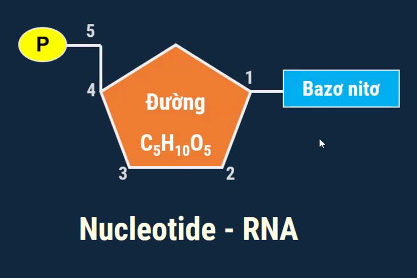 5
P
4
1
Đường
Bazơ nitơ
C₅H₁₀O₅
3
2
Nucleotide - RNA